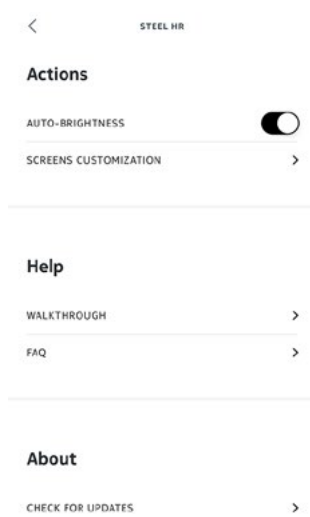 STEEL HR
Actions
AUTO-BRIGHTNESS
SCREENS CUSTOMIZATION
Help
WALKTHROUGH
FAQ
About
CHECK FOR UPDATES